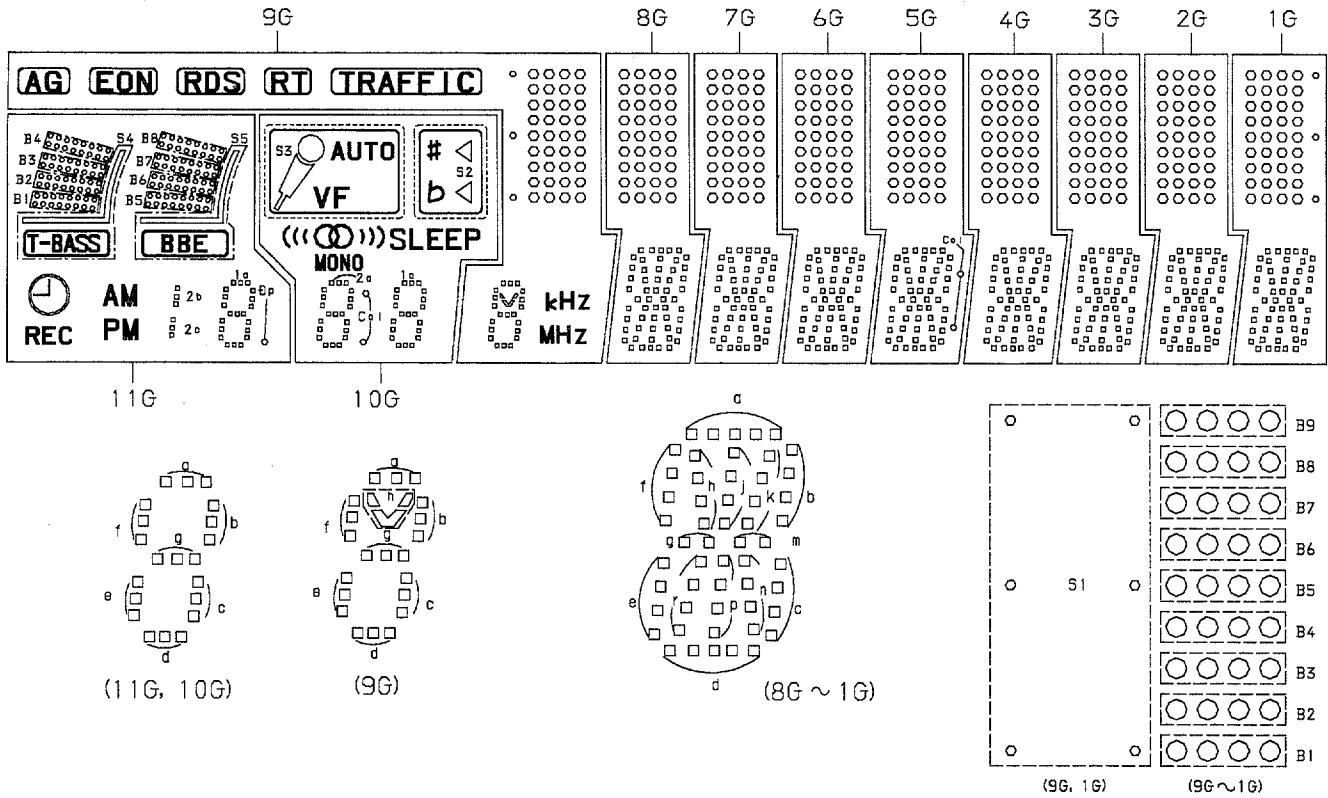 9G 8G 7G 6G 5G 4G 3G 2G 1G
AG EON RDS RT TRAFFIC
B4 S4 B8 S5
B3 B7
B2 B6
B1 B5
S3 AUTO
VF
# S2
b
T-BASS BBE
((( ))) SLEEP
MONO
REC
AM
PM
2b
2c
1a
Dp
2a
Col
1a
kHz
MHz
Col
11G 10G
a
f b
g
e c
d
(11G, 10G)
a
h
f b
g
e c
d
(9G)
a
f h j k b
g m
e r p n c
d
(8G ~ 1G)
S1
(9G, 1G)
B9
B8
B7
B6
B5
B4
B3
B2
B1
(9G~1G)